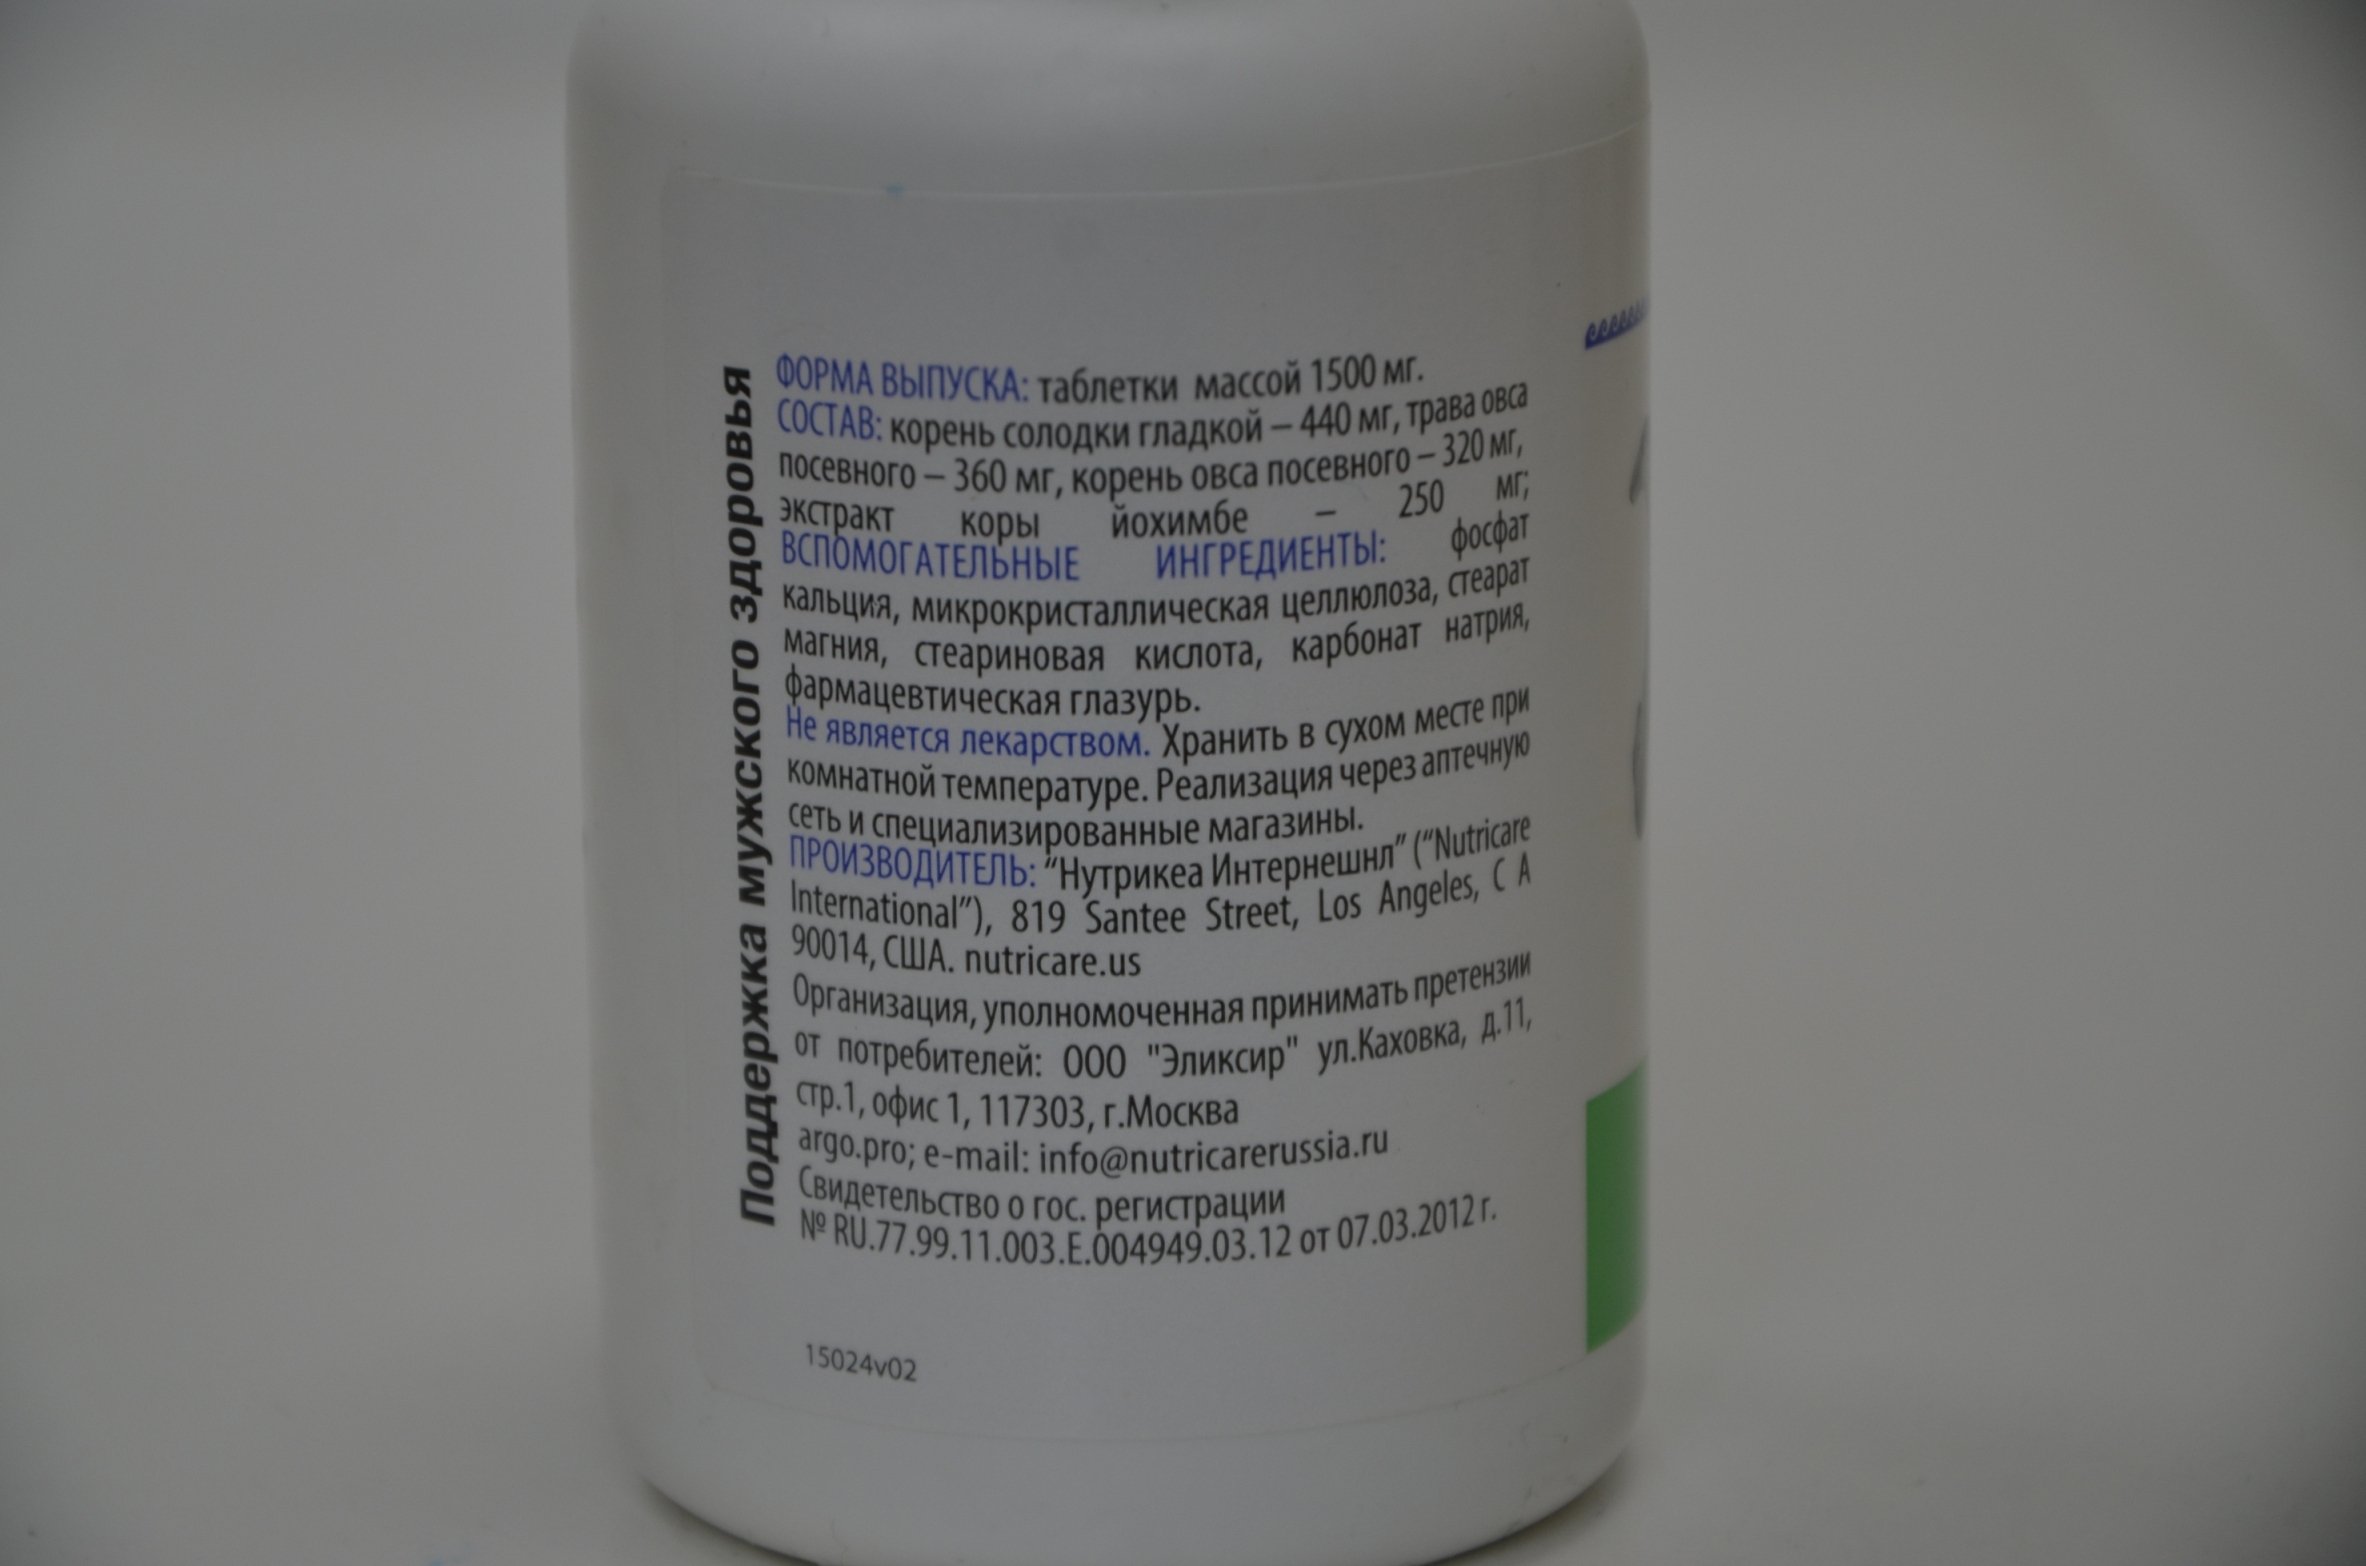 Поддержка мужского здоровья
ФОРМА ВЫПУСКА: таблетки массой 1500 мг.
СОСТАВ: корень солодки гладкой – 440 мг, трава овса
посевного – 360 мг, корень овса посевного – 320 мг,
экстракт коры йохимбе – 250 мг;
ВСПОМОГАТЕЛЬНЫЕ ИНГРЕДИЕНТЫ: фосфат
кальция, микрокристаллическая целлюлоза, стеарат
магния, стеариновая кислота, карбонат натрия,
фармацевтическая глазурь.
Не является лекарством. Хранить в сухом месте при
комнатной температуре. Реализация через аптечную
сеть и специализированные магазины.
ПРОИЗВОДИТЕЛЬ: “Нутрикеа Интернешнл” (“Nutricare
International”), 819 Santee Street, Los Angeles, C A
90014, США. nutricare.us
Организация, уполномоченная принимать претензии
от потребителей: ООО "Эликсир" ул.Каховка, д.11,
стр.1, офис 1, 117303, г.Москва
argo.pro; e-mail: info@nutricarerussia.ru
Свидетельство о гос. регистрации
№ RU.77.99.11.003.Е.004949.03.12 от 07.03.2012 г.
15024v02